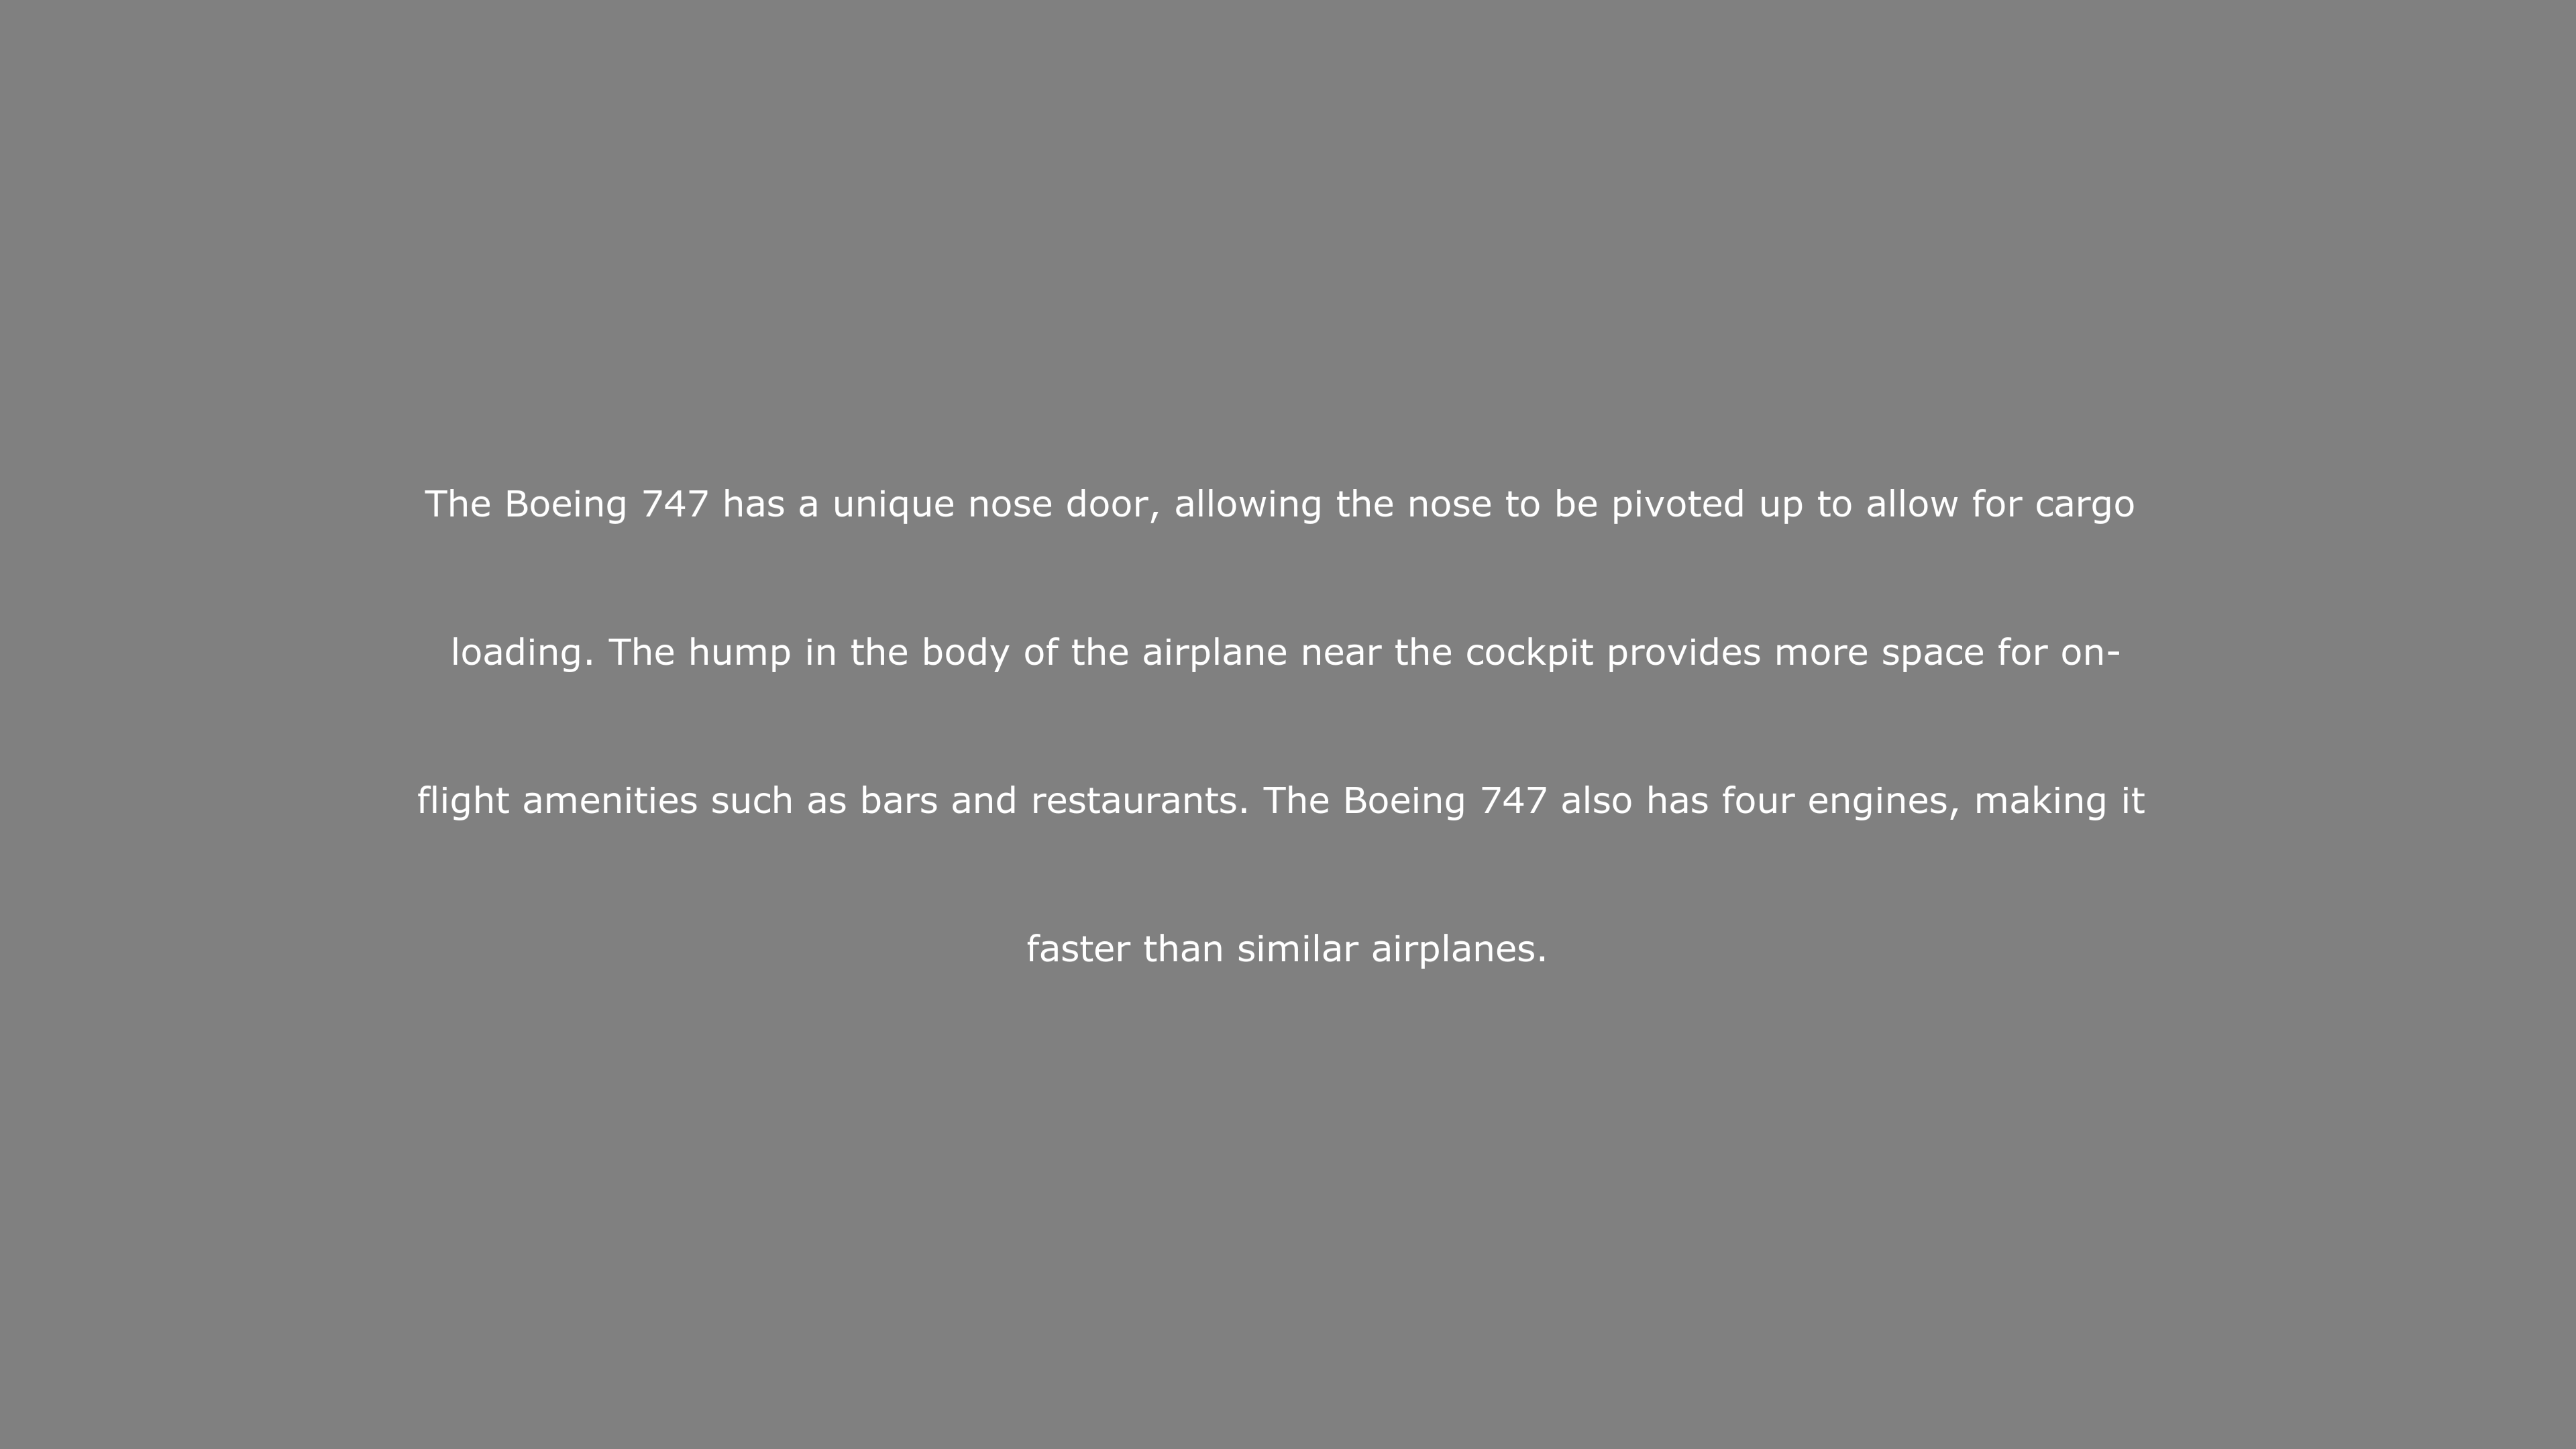 The Boeing 747 has a unique nose door, allowing the nose to be pivoted up to allow for cargo
loading. The hump in the body of the airplane near the cockpit provides more space for on-
flight amenities such as bars and restaurants. The Boeing 747 also has four engines, making it
faster than similar airplanes.